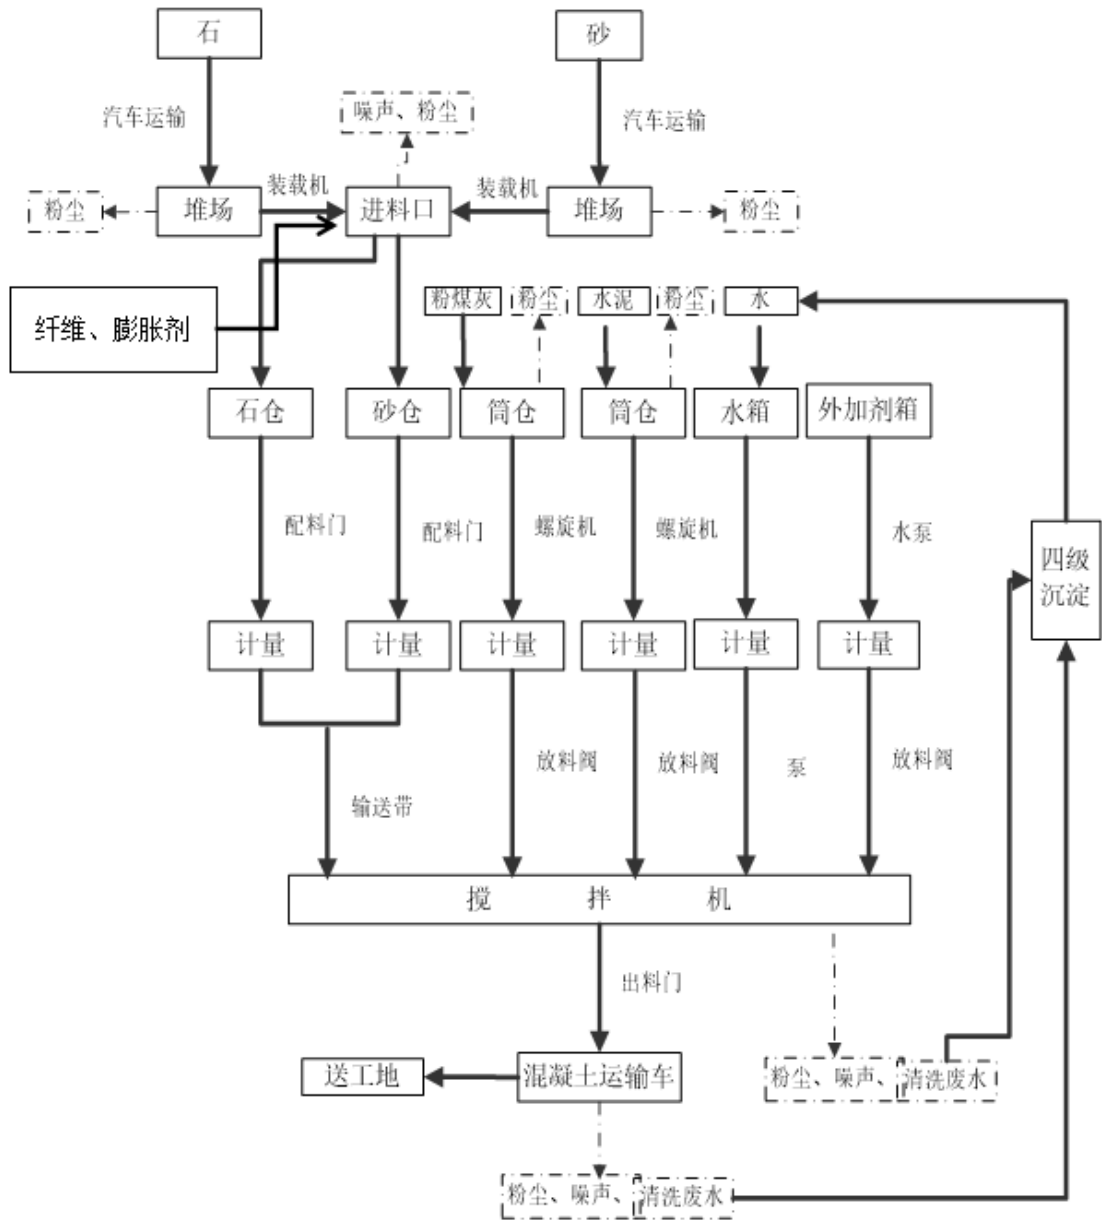 石
砂
汽车运输
噪声、粉尘
汽车运输
粉尘
堆场
装载机
进料口
装载机
堆场
粉尘
纤维、膨胀剂
粉煤灰
粉尘
水泥
粉尘
水
石仓
砂仓
筒仓
筒仓
水箱
外加剂箱
配料门
配料门
螺旋机
螺旋机
水泵
四级
沉淀
计量
计量
计量
计量
计量
计量
输送带
放料阀
放料阀
泵
放料阀
搅拌机
出料门
送工地
混凝土运输车
粉尘、噪声、
清洗废水
粉尘、噪声、
清洗废水